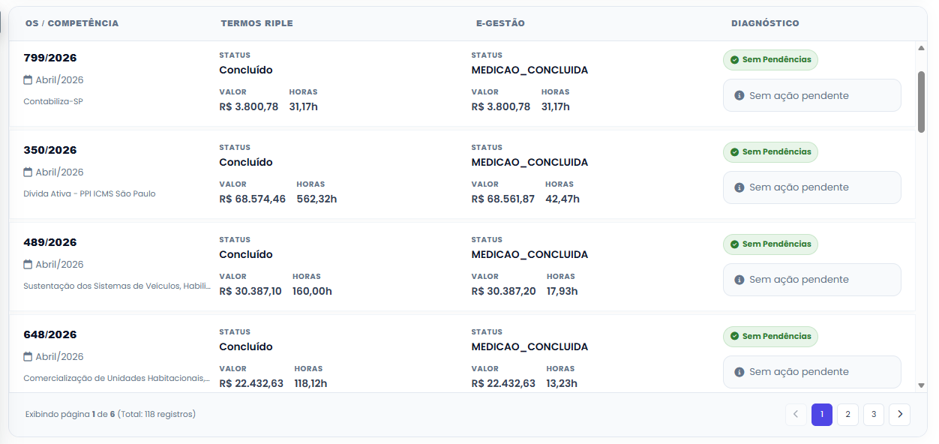 OS / COMPETÊNCIA TERMOS RIPLE E-GESTÃO DIAGNÓSTICO
799/2026
Abril/2026
Contabiliza-SP
STATUS
Concluído
VALOR HORAS
R$ 3.800,78 31,17h
STATUS
MEDICAO_CONCLUIDA
VALOR HORAS
R$ 3.800,78 31,17h
Sem Pendências
Sem ação pendente
350/2026
Abril/2026
Divida Ativa - PPI ICMS São Paulo
STATUS
Concluído
VALOR HORAS
R$ 68.574,46 562,32h
STATUS
MEDICAO_CONCLUIDA
VALOR HORAS
R$ 68.561,87 42,47h
Sem Pendências
Sem ação pendente
489/2026
Abril/2026
Sustentação dos Sistemas de Veículos, Habili...
STATUS
Concluído
VALOR HORAS
R$ 30.387,10 160,00h
STATUS
MEDICAO_CONCLUIDA
VALOR HORAS
R$ 30.387,20 17,93h
Sem Pendências
Sem ação pendente
648/2026
Abril/2026
Comercialização de Unidades Habitacionais,...
STATUS
Concluído
VALOR HORAS
R$ 22.432,63 118,12h
STATUS
MEDICAO_CONCLUIDA
VALOR HORAS
R$ 22.432,63 13,23h
Sem Pendências
Sem ação pendente
Exibindo página 1 de 6 (Total: 118 registros)
1 2 3